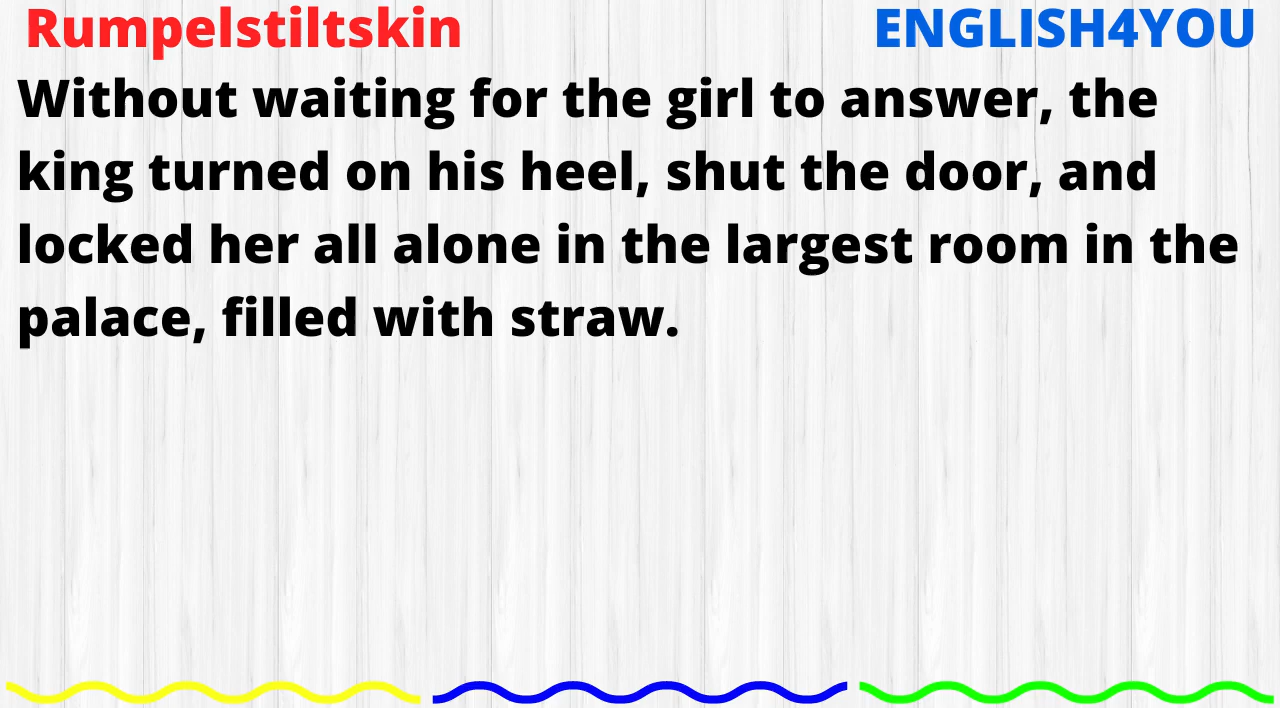 Rumpelstiltskin
ENGLISH4YOU
Without waiting for the girl to answer, the
king turned on his heel, shut the door, and
locked her all alone in the largest room in the
palace, filled with straw.